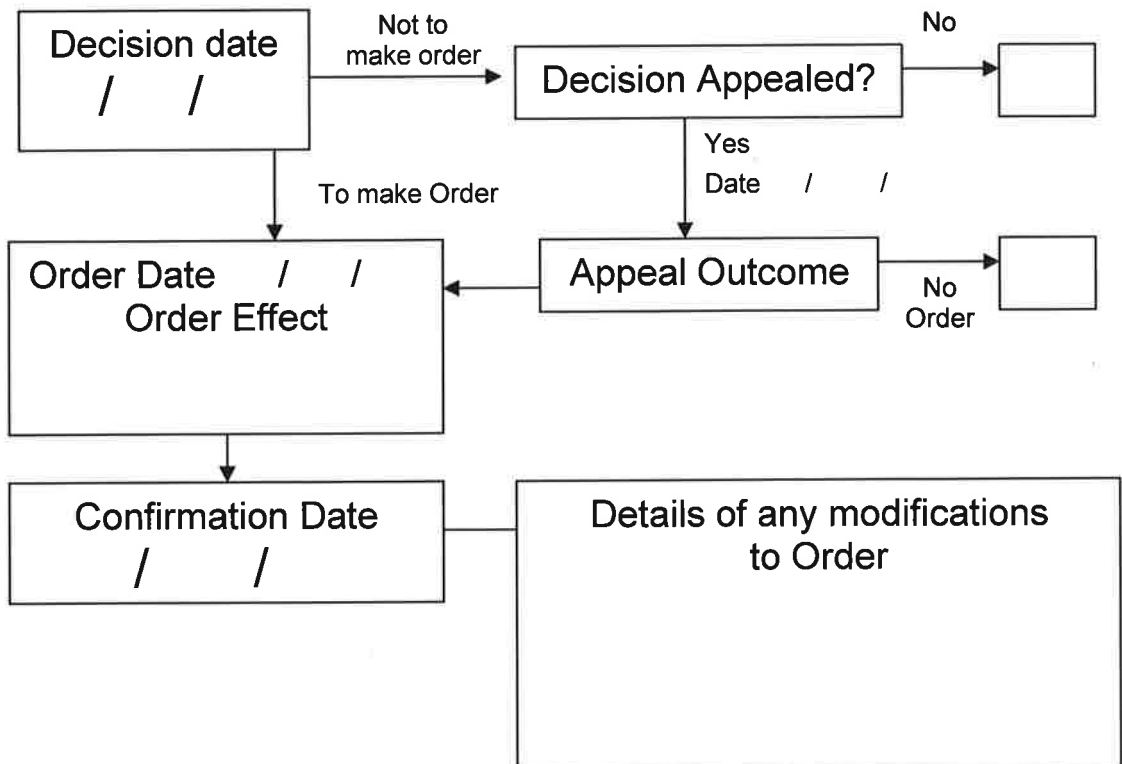 Decision date
/ /
Not to
make order
Decision Appealed?
No
Yes
Date / /
To make Order
Order Date / /
Order Effect
Appeal Outcome
No
Order
Confirmation Date
/ /
Details of any modifications
to Order